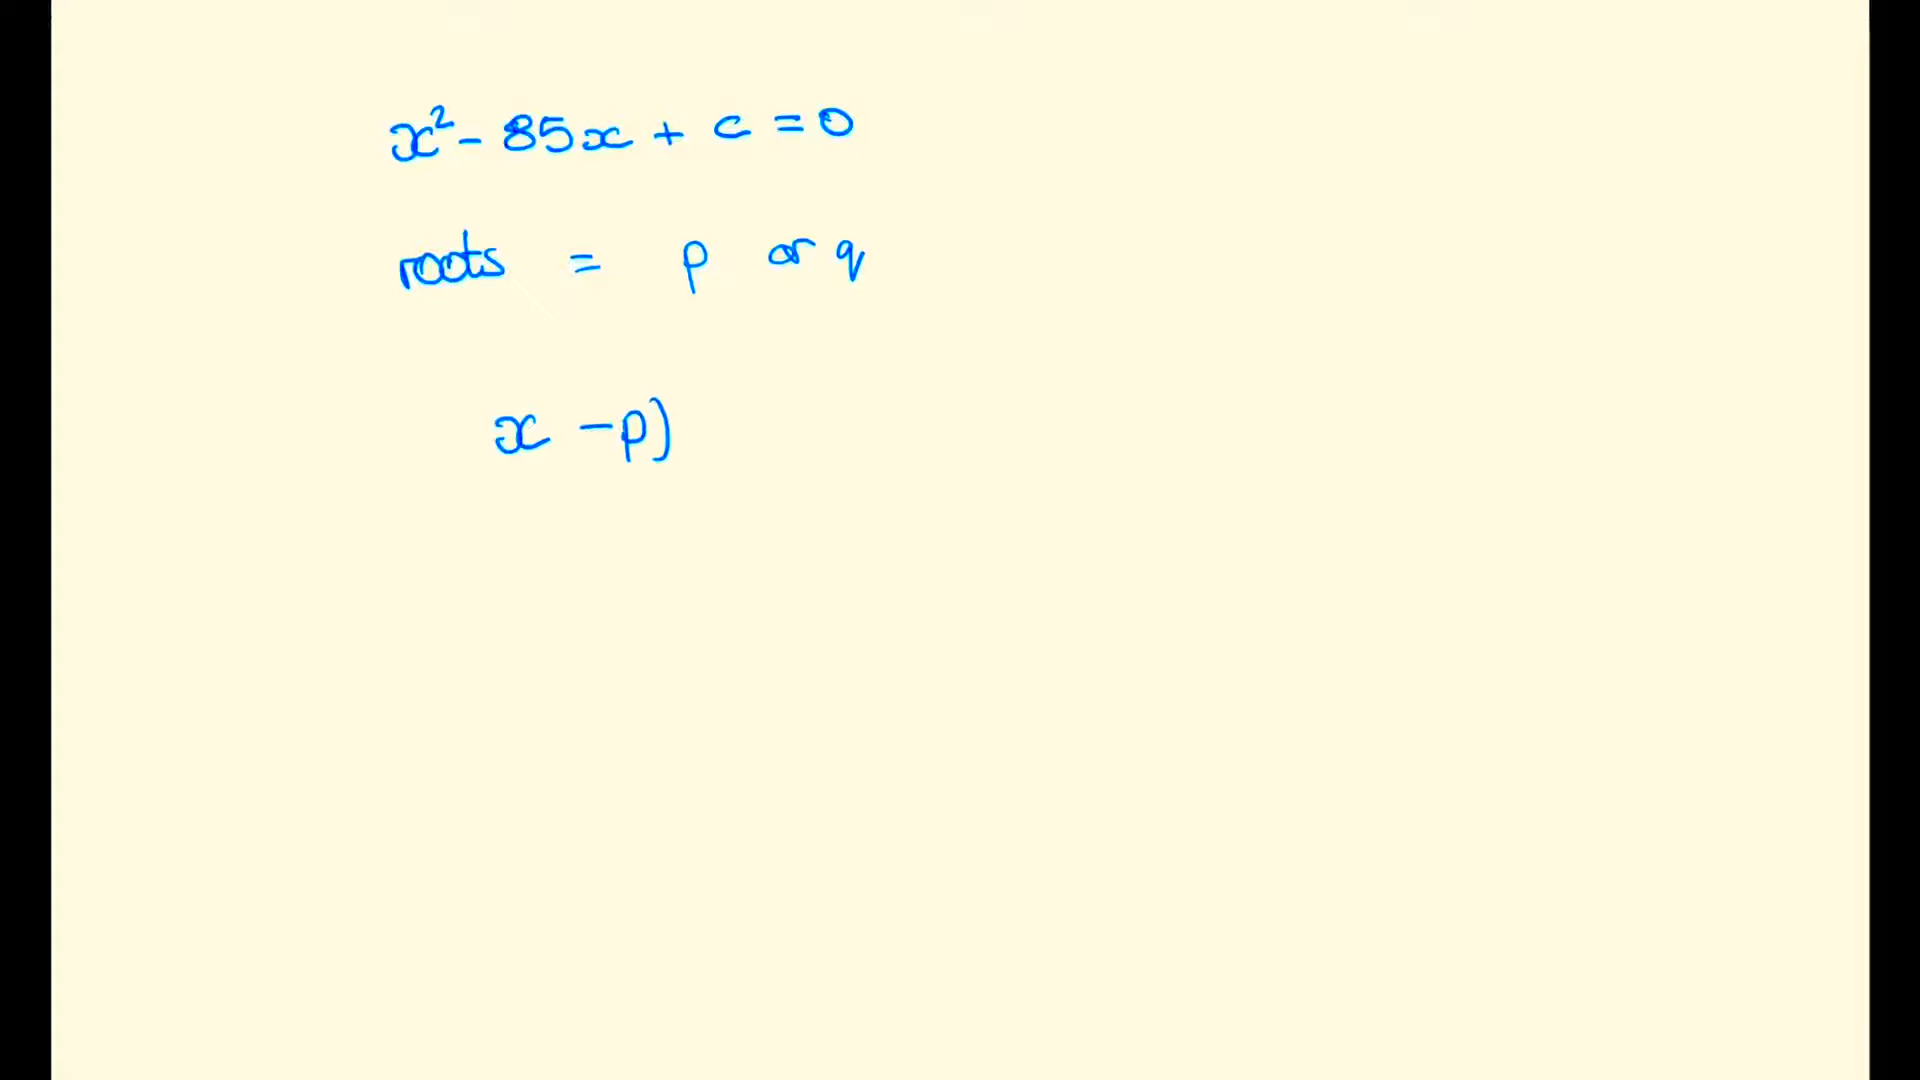 x² - 85x + c = 0
roots = p or q
x - p)